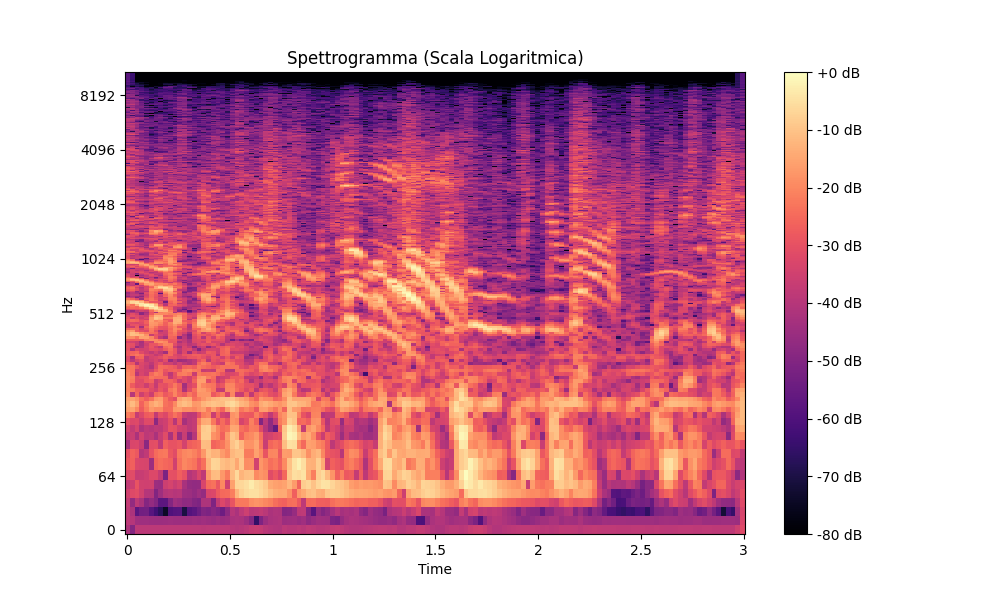 Spettrogramma (Scala Logaritmica)
Hz
8192
4096
2048
1024
512
256
128
64
0
0
0.5
1
1.5
2
2.5
3
Time
+0 dB
-10 dB
-20 dB
-30 dB
-40 dB
-50 dB
-60 dB
-70 dB
-80 dB